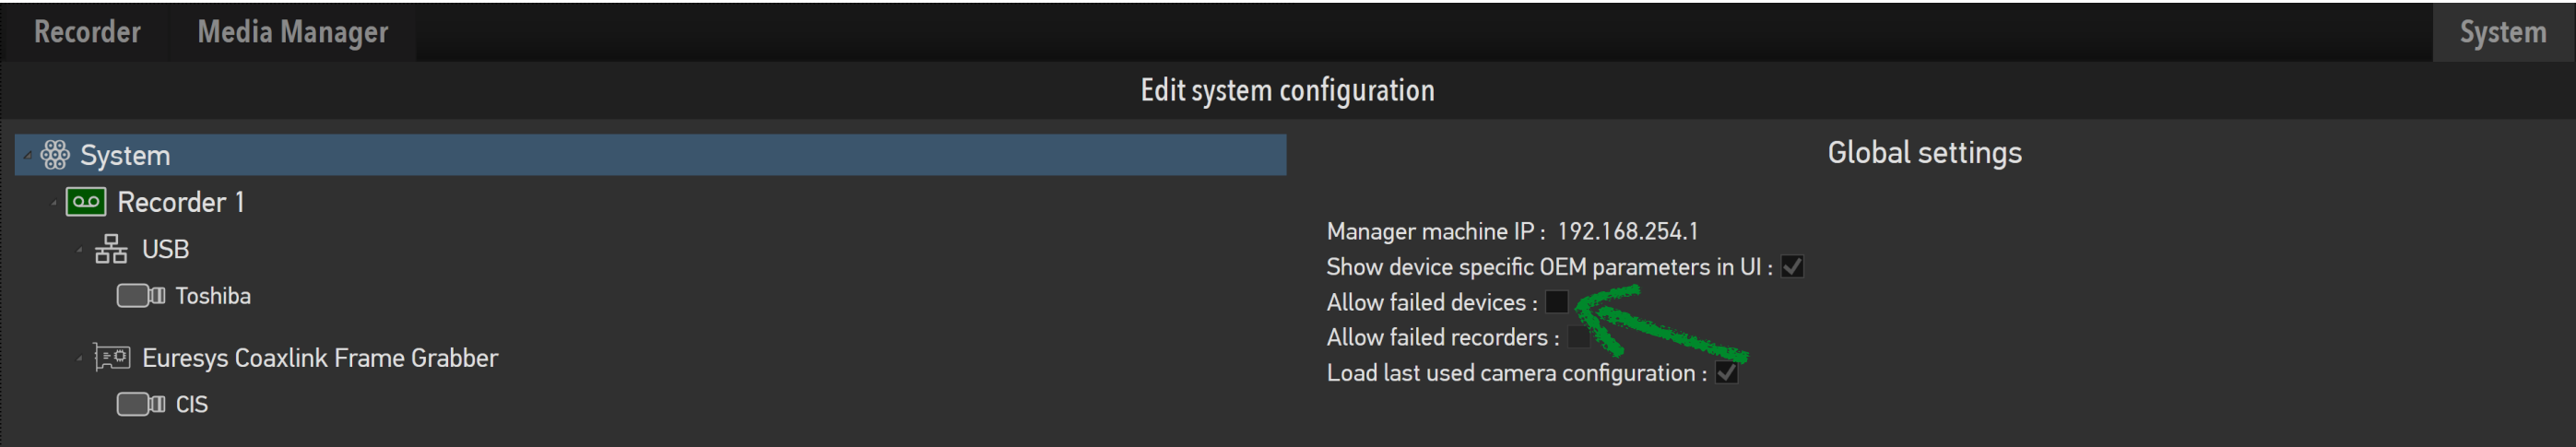 Recorder Media Manager System
Edit system configuration
System
Recorder 1
USB
Toshiba
Euresys Coaxlink Frame Grabber
CIS
Global settings
Manager machine IP : 192.168.254.1
Show device specific OEM parameters in UI :
Allow failed devices :
Allow failed recorders :
Load last used camera configuration :